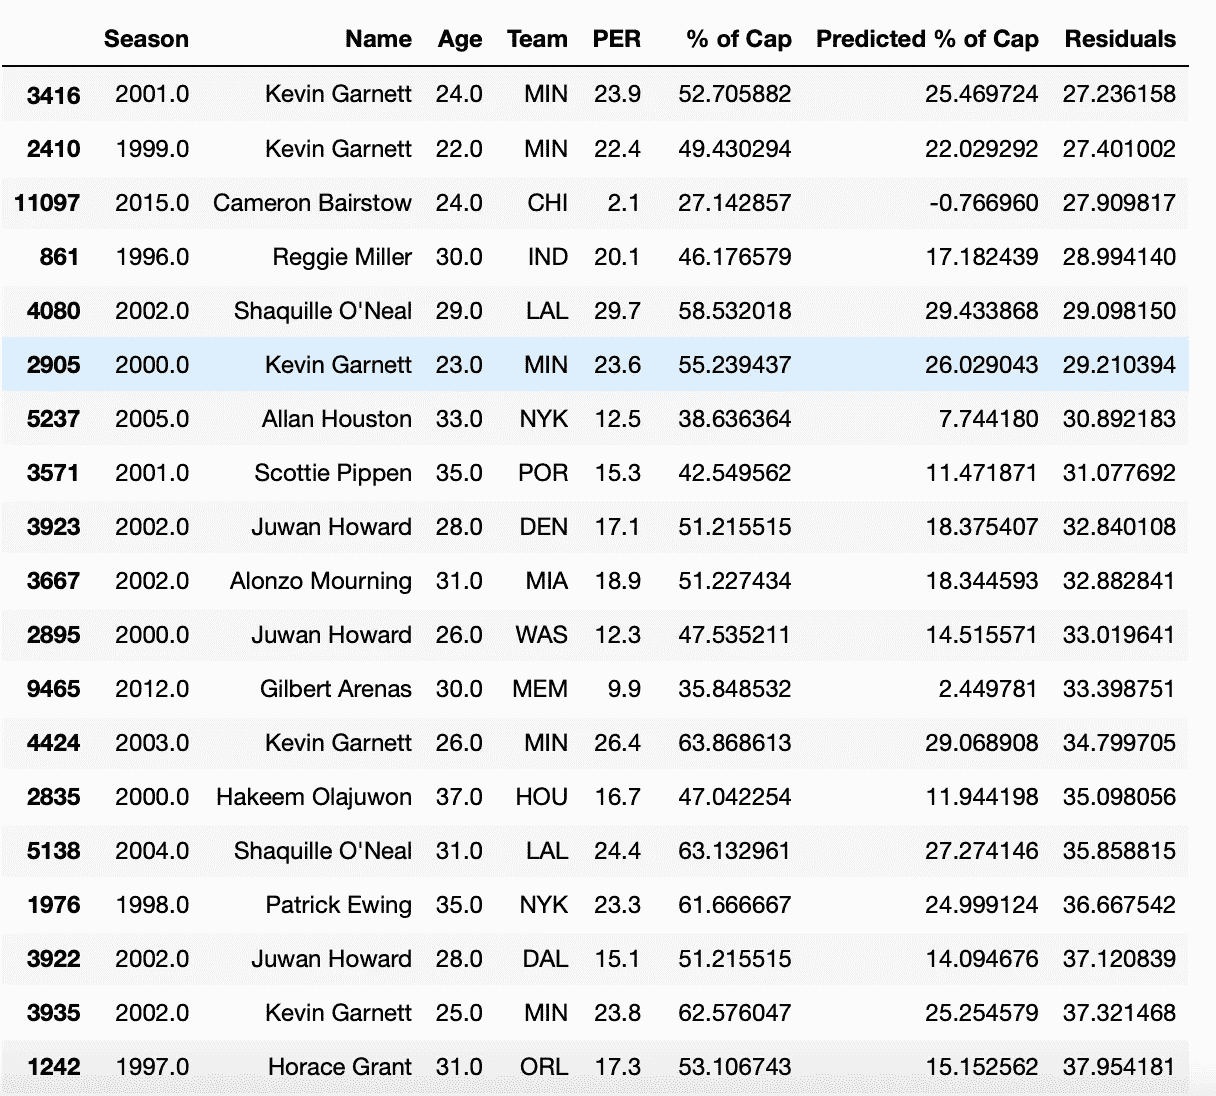 Season Name Age Team PER % of Cap Predicted % of Cap Residuals
3416 2001.0 Kevin Garnett 24.0 MIN 23.9 52.705882 25.469724 27.236158
2410 1999.0 Kevin Garnett 22.0 MIN 22.4 49.430294 22.029292 27.401002
11097 2015.0 Cameron Bairstow 24.0 CHI 2.1 27.142857 -0.766960 27.909817
861 1996.0 Reggie Miller 30.0 IND 20.1 46.176579 17.182439 28.994140
4080 2002.0 Shaquille O'Neal 29.0 LAL 29.7 58.532018 29.433868 29.098150
2905 2000.0 Kevin Garnett 23.0 MIN 23.6 55.239437 26.029043 29.210394
5237 2005.0 Allan Houston 33.0 NYK 12.5 38.636364 7.744180 30.892183
3571 2001.0 Scottie Pippen 35.0 POR 15.3 42.549562 11.471871 31.077692
3923 2002.0 Juwan Howard 28.0 DEN 17.1 51.215515 18.375407 32.840108
3667 2002.0 Alonzo Mourning 31.0 MIA 18.9 51.227434 18.344593 32.882841
2895 2000.0 Juwan Howard 26.0 WAS 12.3 47.535211 14.515571 33.019641
9465 2012.0 Gilbert Arenas 30.0 MEM 9.9 35.848532 2.449781 33.398751
4424 2003.0 Kevin Garnett 26.0 MIN 26.4 63.868613 29.068908 34.799705
2835 2000.0 Hakeem Olajuwon 37.0 HOU 16.7 47.042254 11.944198 35.098056
5138 2004.0 Shaquille O'Neal 31.0 LAL 24.4 63.132961 27.274146 35.858815
1976 1998.0 Patrick Ewing 35.0 NYK 23.3 61.666667 24.999124 36.667542
3922 2002.0 Juwan Howard 28.0 DAL 15.1 51.215515 14.094676 37.120839
3935 2002.0 Kevin Garnett 25.0 MIN 23.8 62.576047 25.254579 37.321468
1242 1997.0 Horace Grant 31.0 ORL 17.3 53.106743 15.152562 37.954181